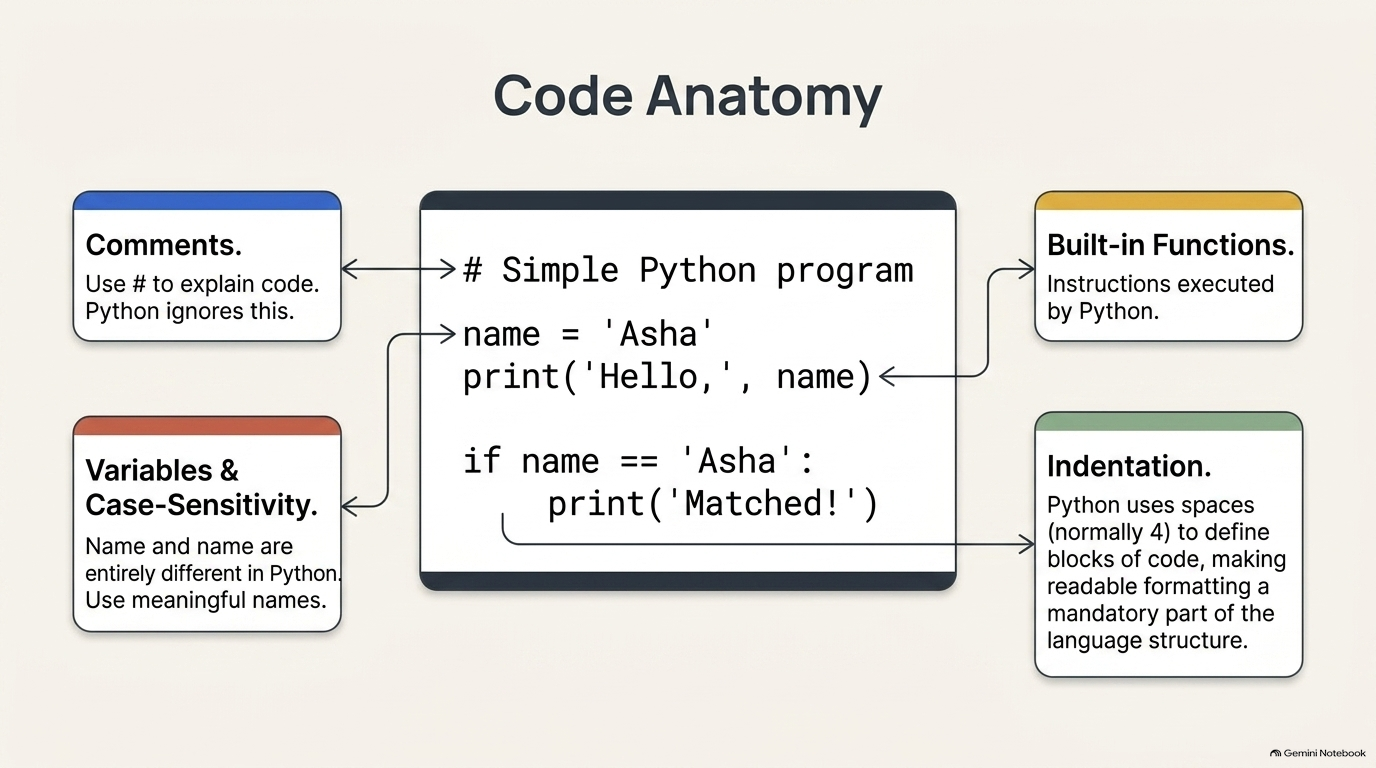 Code Anatomy
Comments.
Use # to explain code.
Python ignores this.
Variables &
Case-Sensitivity.
Name and name are
entirely different in Python.
Use meaningful names.
# Simple Python program
name = 'Asha'
print('Hello,', name)
if name == 'Asha':
    print('Matched!')
Built-in Functions.
Instructions executed
by Python.
Indentation.
Python uses spaces
(normally 4) to define
blocks of code, making
readable formatting a
mandatory part of the
language structure.
Gemini Notebook